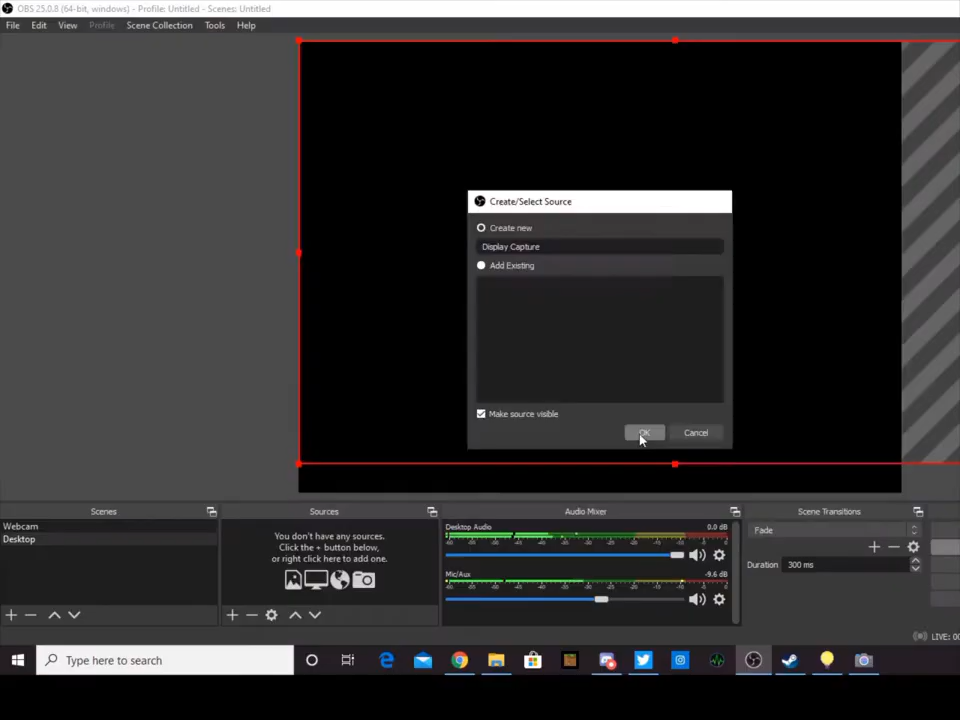 OBS 25.0.8 (64-bit, windows) - Profile: Untitled - Scenes: Untitled
File Edit View Profile Scene Collection Tools Help
Create/Select Source
Create new
Display Capture
Add Existing
Make source visible
OK Cancel
Scenes Sources Audio Mixer Scene Transitions
Webcam
Desktop
You don't have any sources.
Click the + button below,
or right click here to add one.
Desktop Audio 0.0 dB
Mic/Aux -9.6 dB
Fade
Duration 300 ms
LIVE: 00
Type here to search